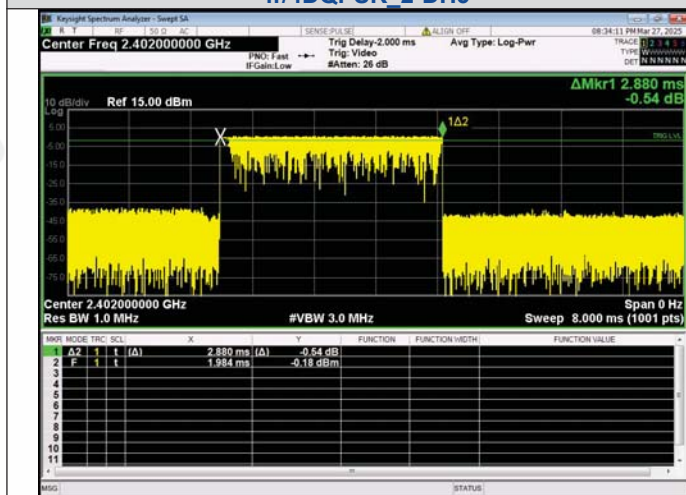 Keysight Spectrum Analyzer - Swept SA
R T RF 50 Ω AC SENSE:PULSE ALIGN OFF 08:34:11 PM Mar 27, 2025
Center Freq 2.402000000 GHz
PNO: Fast
IFGain:Low
Trig Delay-2.000 ms
Trig: Video
#Atten: 26 dB
Avg Type: Log-Pwr
TRACE 1 2 3 4 5 6
TYPE
DET N N N N N N
ΔMkr1 2.880 ms
-0.54 dB
10 dB/div Ref 15.00 dBm
Log
5.00
-5.00
-15.0
-25.0
-35.0
-45.0
-55.0
-65.0
-75.0
1Δ2
TRIG LVL
Center 2.402000000 GHz Span 0 Hz
Res BW 1.0 MHz #VBW 3.0 MHz Sweep 8.000 ms (1001 pts)
MKR MODE TRC SCL X Y FUNCTION FUNCTION WIDTH FUNCTION VALUE
1 Δ2 1 t (Δ) 2.880 ms (Δ) -0.54 dB
2 F 1 t 1.984 ms -0.18 dBm
3
4
5
6
7
8
9
10
11
MSG STATUS